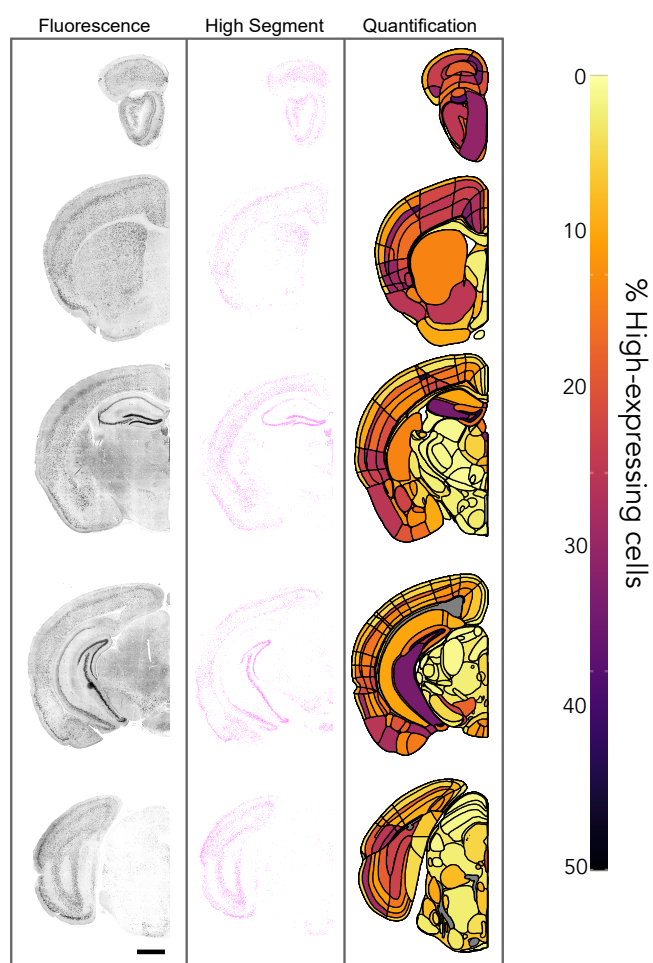 Fluorescence
High Segment
Quantification
0
10
20
30
40
50
% High-expressing cells